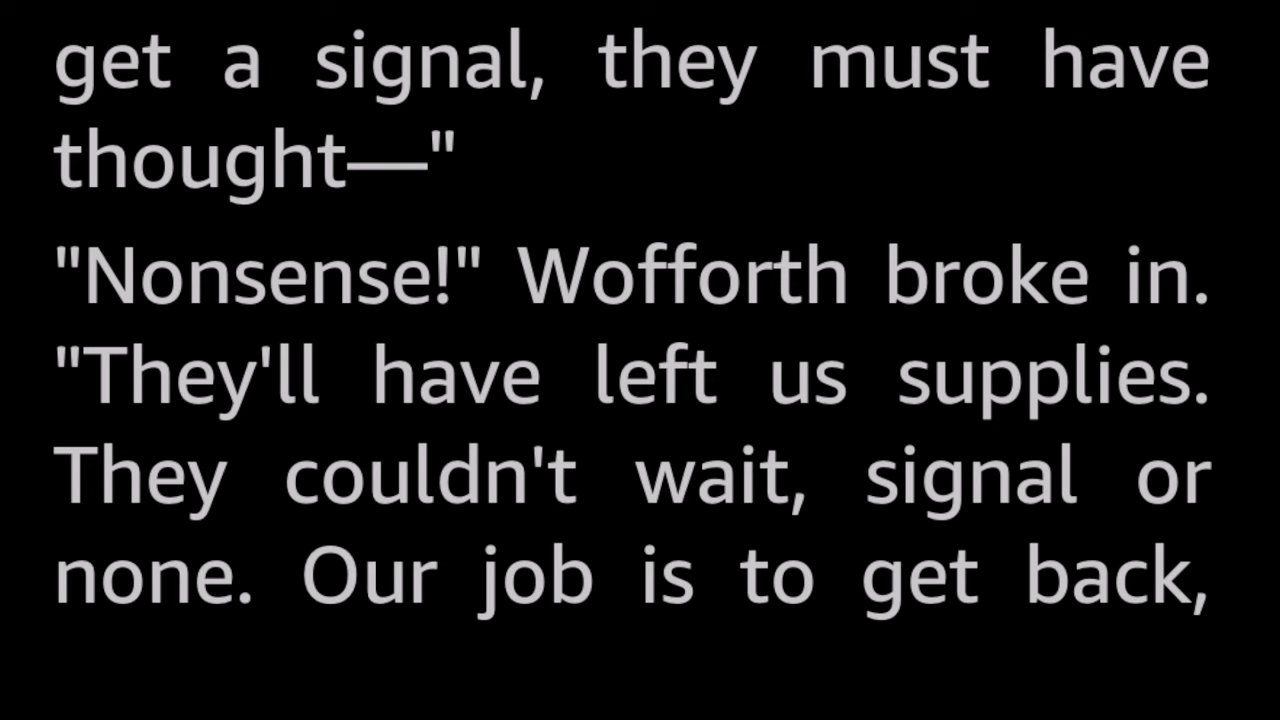 get a signal, they must have
thought—"
"Nonsense!" Wofforth broke in.
"They'll have left us supplies.
They couldn't wait, signal or
none. Our job is to get back,